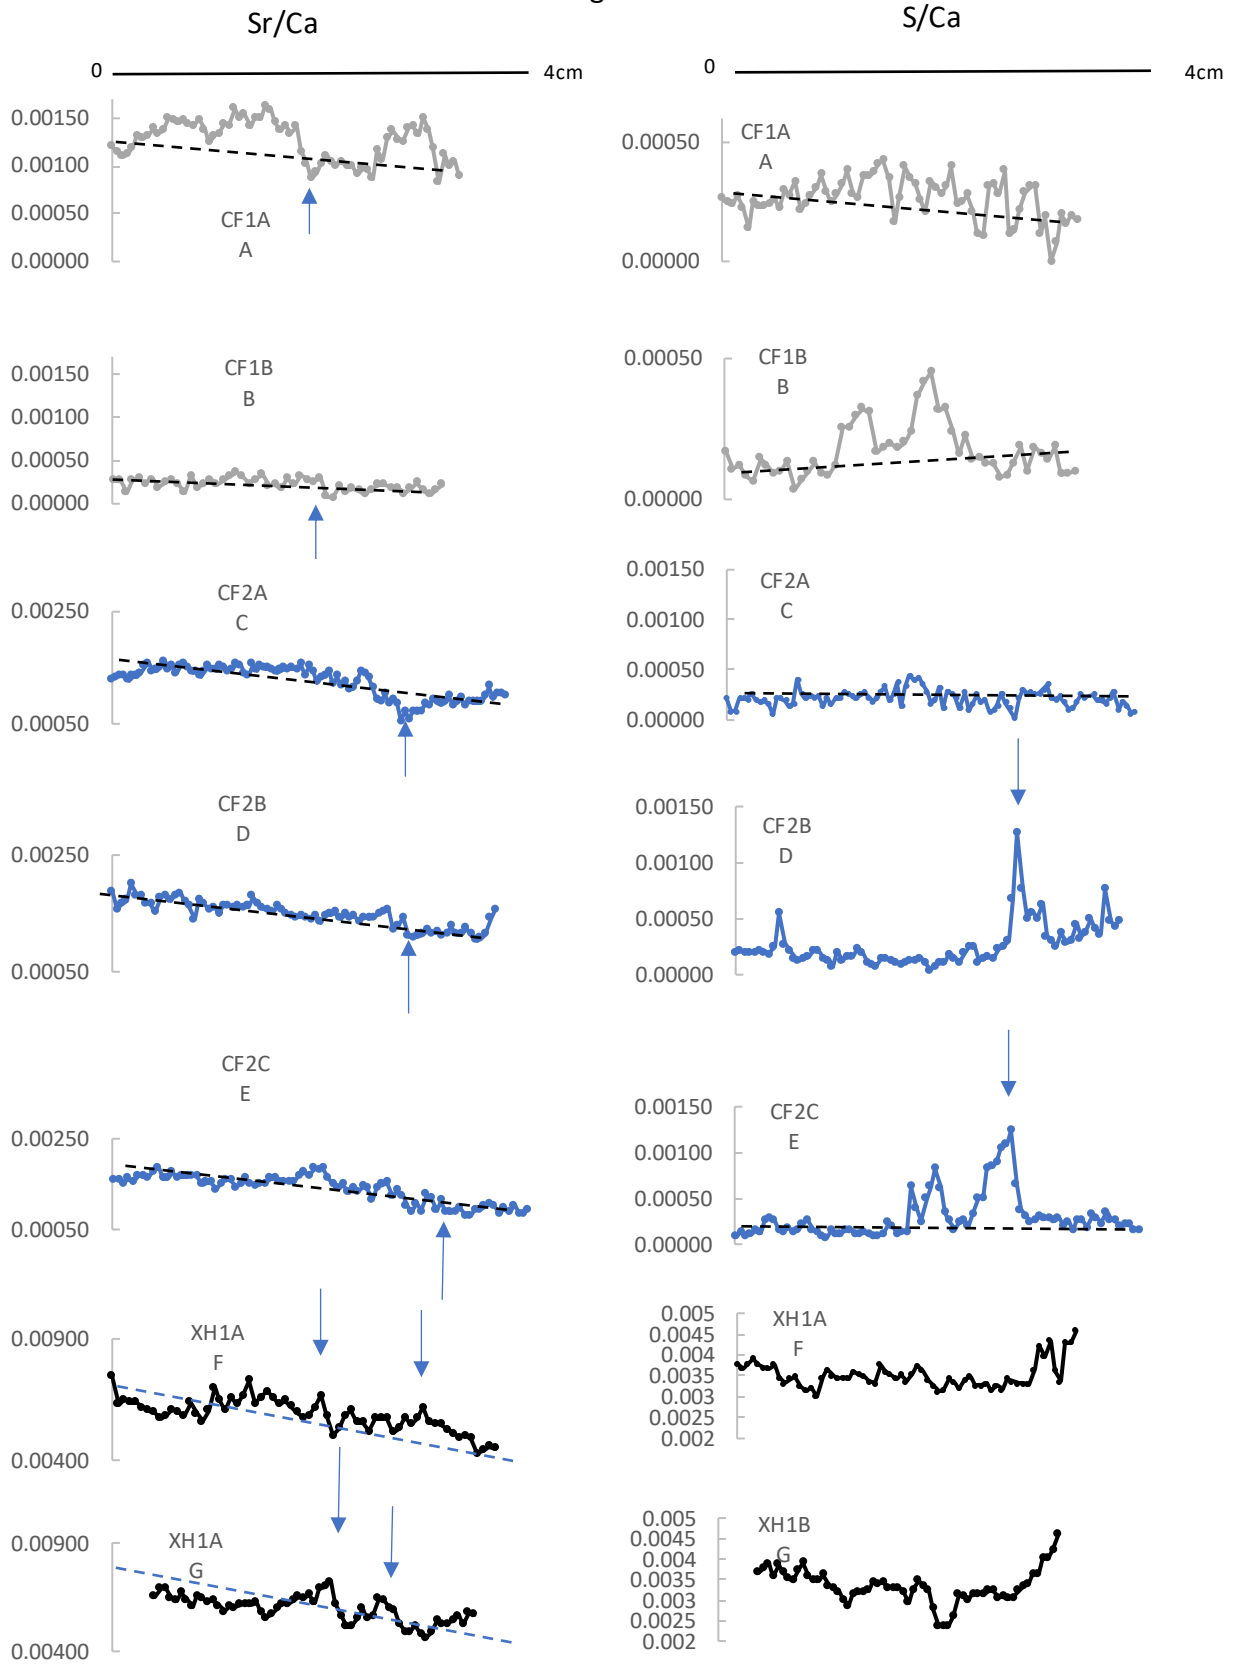 g
Sr/Ca
0
4cm
0.00150
0.00100
0.00050
0.00000
CF1A
A
0.00150
0.00100
0.00050
0.00000
CF1B
B
0.00250
0.00050
CF2A
C
0.00250
0.00050
CF2B
D
0.00250
0.00050
CF2C
E
0.00900
0.00400
XH1A
F
0.00900
0.00400
XH1A
G
S/Ca
0
4cm
0.00050
0.00000
CF1A
A
0.00050
0.00000
CF1B
B
0.00150
0.00100
0.00050
0.00000
CF2A
C
0.00150
0.00100
0.00050
0.00000
CF2B
D
0.00150
0.00100
0.00050
0.00000
CF2C
E
0.005
0.0045
0.004
0.0035
0.003
0.0025
0.002
XH1A
F
0.005
0.0045
0.004
0.0035
0.003
0.0025
0.002
XH1B
G